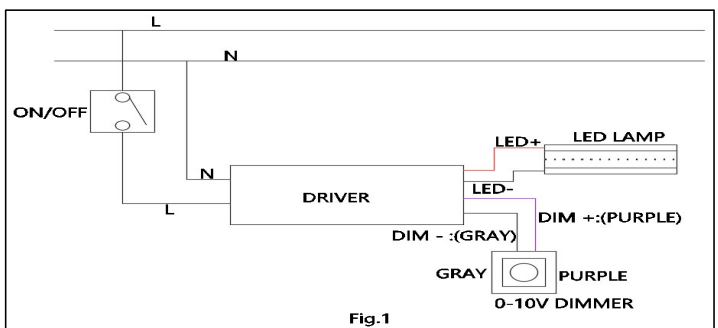 L
N
ON/OFF
LED+ LED LAMP
N
DRIVER
LED-
L
DIM +:(PURPLE)
DIM - :(GRAY)
GRAY PURPLE
0-10V DIMMER
Fig.1